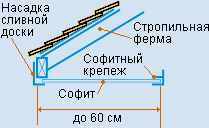 Насадка
сливной
доски
Стропильная
ферма
Софитный
крепеж
Софит
до 60 см